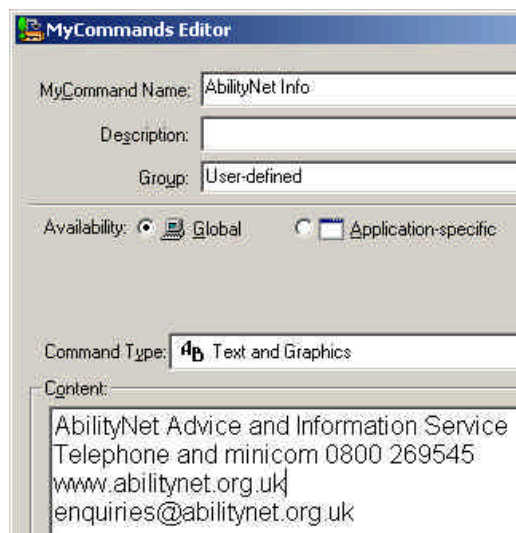 MyCommands Editor
MyCommand Name: AbilityNet Info
Description:
Group: User-defined
Availability: Global Application-specific
Command Type: AB Text and Graphics
Content:
AbilityNet Advice and Information Service
Telephone and minicom 0800 269545
www.abilitynet.org.uk
enquiries@abilitynet.org.uk